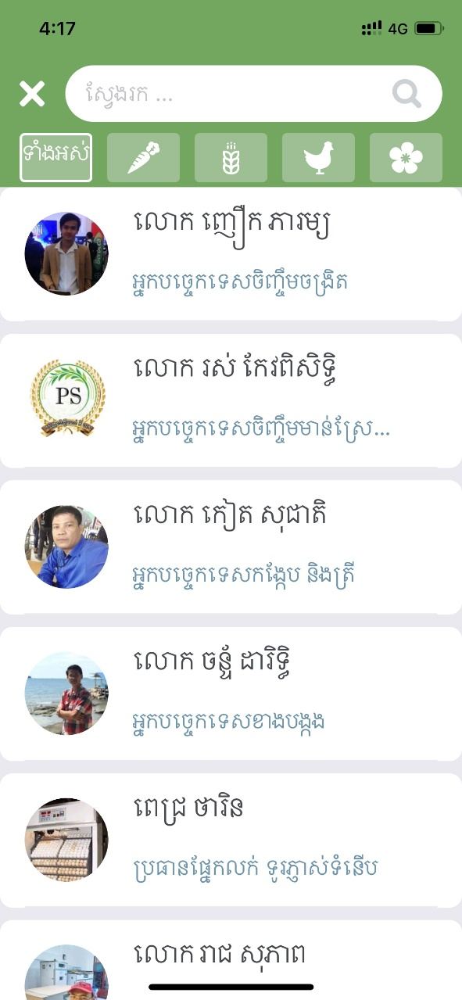 4:17
4G
ស្វែងរក ...
ទាំងអស់
លោក ញឿក ភារម្យ
អ្នកបច្ចេកទេសចិញ្ចឹមចង្រិត
លោក រស់ កែវពិសិទ្ធិ
PS
អ្នកបច្ចេកទេសចិញ្ចឹមមាន់ស្រែ...
លោក កៀត សុជាតិ
អ្នកបច្ចេកទេសកង្កែប និងត្រី
លោក ចន្ទ័ ដារិទ្ធិ
អ្នកបច្ចេកទេសខាងបង្កង
ពេជ្រ ថារិន
ប្រធានផ្នែកលក់ ទូរភ្ញាស់ទំនើប
លោក រាជ សុភាព